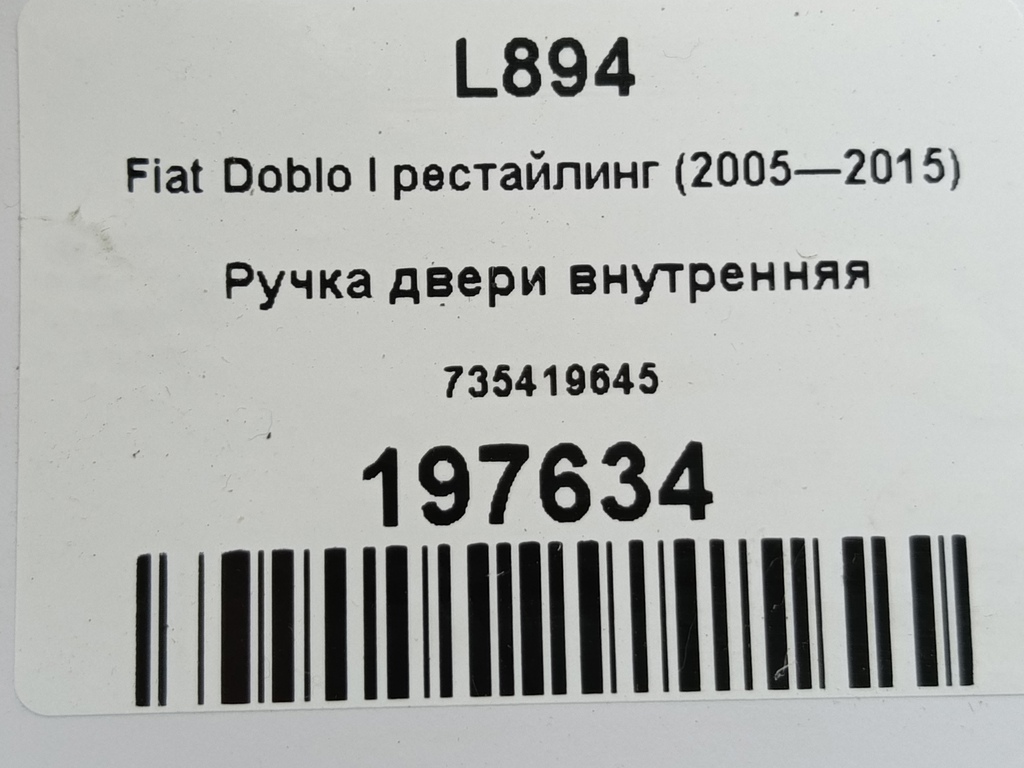 L894
Fiat Doblo I рестайлинг (2005—2015)
Ручка двери внутренняя
735419645
197634